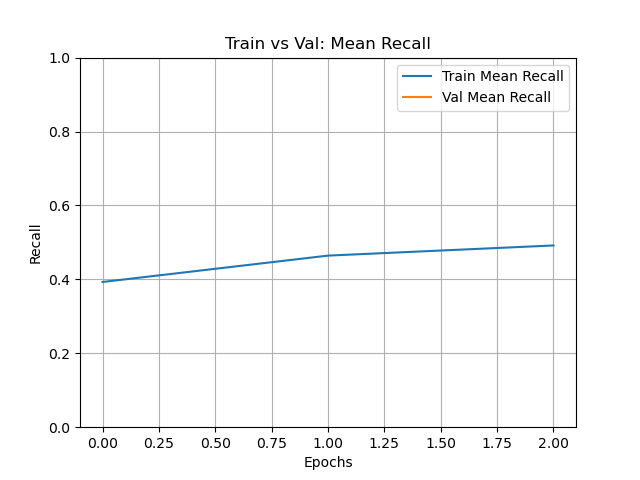 Train vs Val: Mean Recall
Train Mean Recall
Val Mean Recall
1.0
0.8
0.6
0.4
0.2
0.0
Recall
0.00 0.25 0.50 0.75 1.00 1.25 1.50 1.75 2.00
Epochs